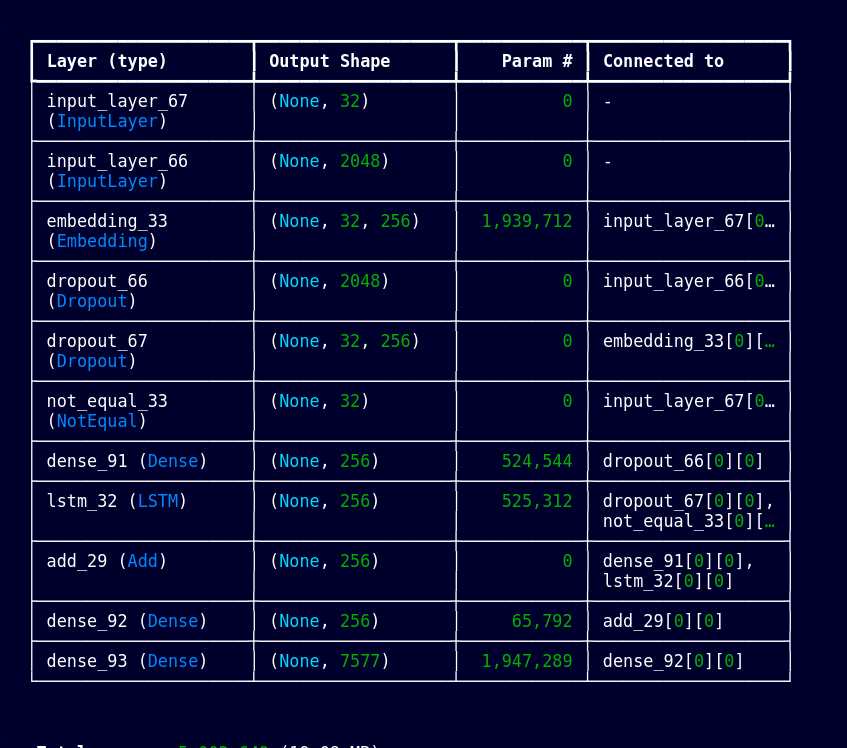 Layer (type) Output Shape Param # Connected to
input_layer_67 (None, 32) 0 -
(InputLayer)
input_layer_66 (None, 2048) 0 -
(InputLayer)
embedding_33 (None, 32, 256) 1,939,712 input_layer_67[0…
(Embedding)
dropout_66 (None, 2048) 0 input_layer_66[0…
(Dropout)
dropout_67 (None, 32, 256) 0 embedding_33[0][…
(Dropout)
not_equal_33 (None, 32) 0 input_layer_67[0…
(NotEqual)
dense_91 (Dense) (None, 256) 524,544 dropout_66[0][0]
lstm_32 (LSTM) (None, 256) 525,312 dropout_67[0][0],
not_equal_33[0][…
add_29 (Add) (None, 256) 0 dense_91[0][0],
lstm_32[0][0]
dense_92 (Dense) (None, 256) 65,792 add_29[0][0]
dense_93 (Dense) (None, 7577) 1,947,289 dense_92[0][0]